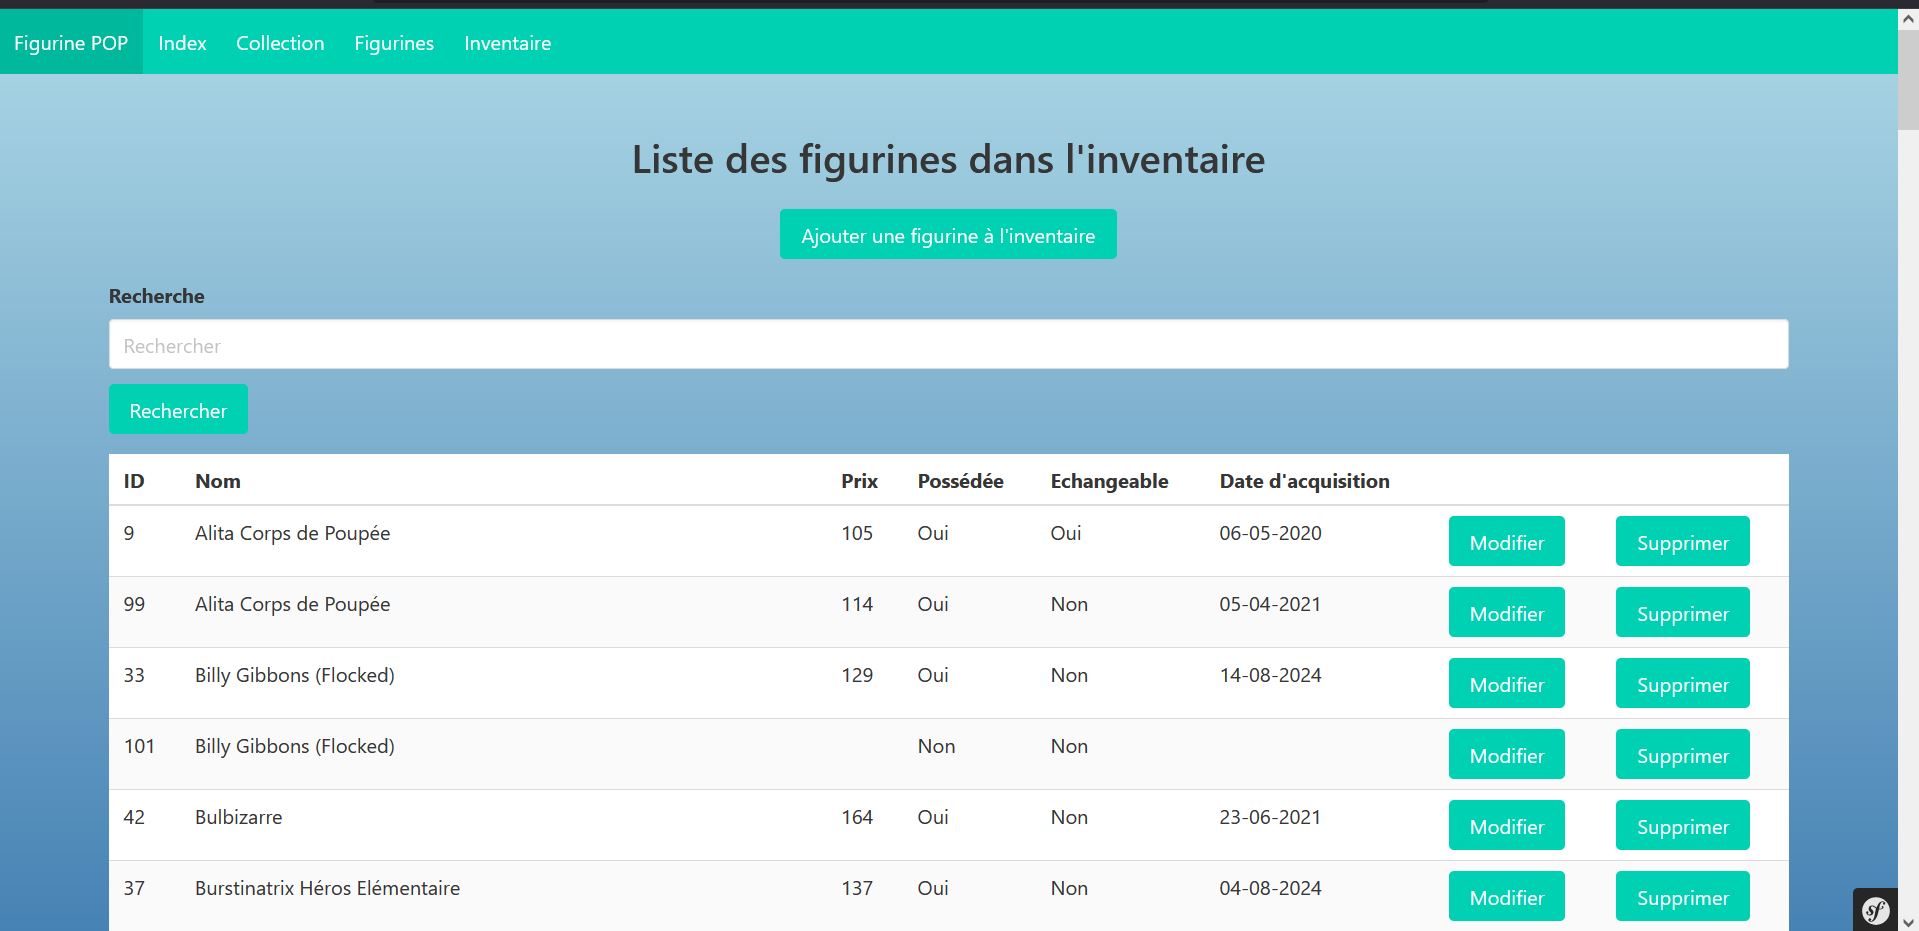 Figurine POP Index Collection Figurines Inventaire
Liste des figurines dans l'inventaire
Ajouter une figurine à l'inventaire
Recherche
Rechercher
Rechercher
ID Nom Prix Possédée Echangeable Date d'acquisition
9 Alita Corps de Poupée 105 Oui Oui 06-05-2020 Modifier Supprimer
99 Alita Corps de Poupée 114 Oui Non 05-04-2021 Modifier Supprimer
33 Billy Gibbons (Flocked) 129 Oui Non 14-08-2024 Modifier Supprimer
101 Billy Gibbons (Flocked) Non Non Modifier Supprimer
42 Bulbizarre 164 Oui Non 23-06-2021 Modifier Supprimer
37 Burstinatrix Héros Elémentaire 137 Oui Non 04-08-2024 Modifier Supprimer
sf